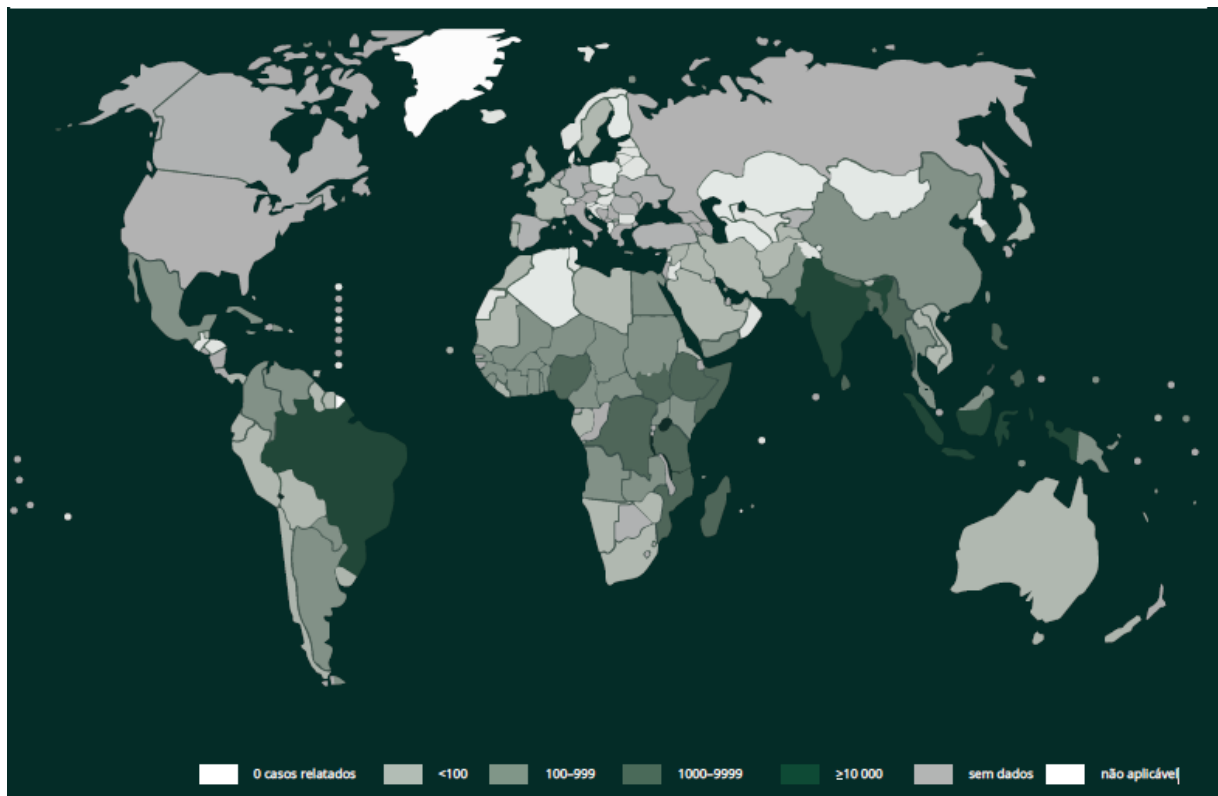 0 casos relatados
<100
100–999
1000–9999
≥10 000
sem dados
não aplicável